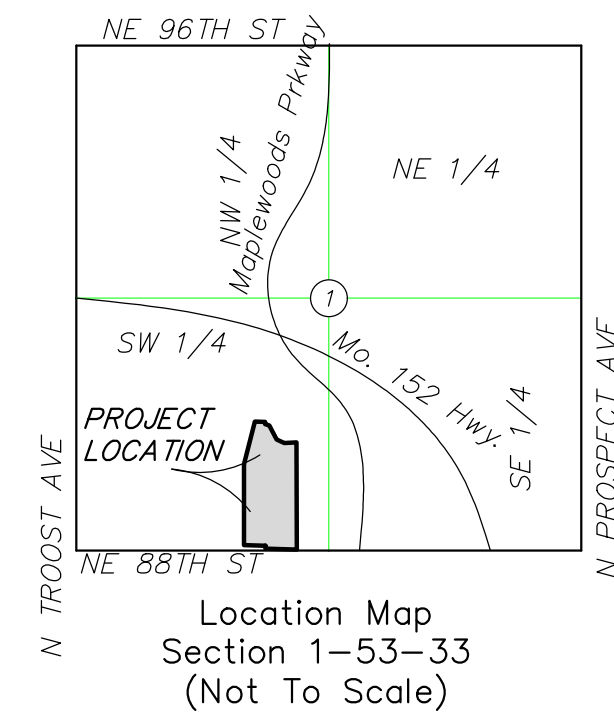 NE 96TH ST
Maplewoods Prkway
NW 1/4
NE 1/4
1
SW 1/4
Mo. 152 Hwy.
SE 1/4
PROJECT
LOCATION
N TROOST AVE
N PROSPECT AVE
NE 88TH ST
Location Map
Section 1-53-33
(Not To Scale)